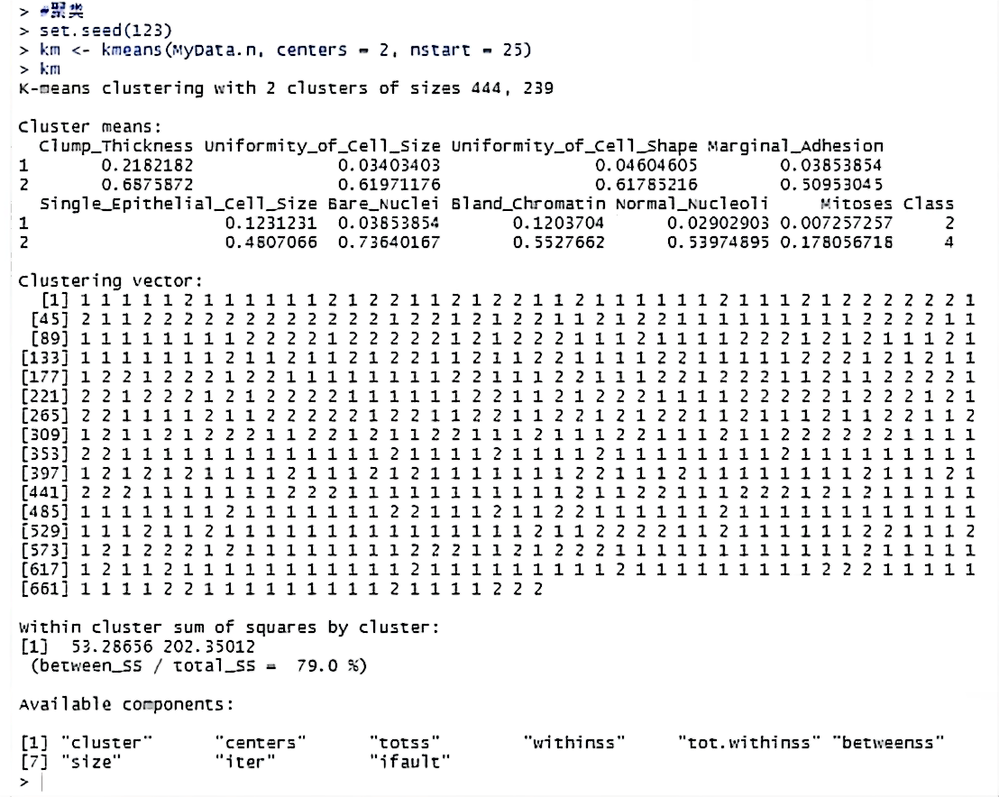 > #聚类
> set.seed(123)
> km <- kmeans(MyData.n, centers = 2, nstart = 25)
> km
K-means clustering with 2 clusters of sizes 444, 239
Cluster means:
Clump_Thickness Uniformity_of_Cell_Size Uniformity_of_Cell_Shape Marginal_Adhesion
1 0.2182182 0.03403403 0.04604605 0.03853854
2 0.6875872 0.61971176 0.61785216 0.50953045
Single_Epithelial_Cell_Size Bare_Nuclei Bland_Chromatin Normal_Nucleoli Mitoses Class
1 0.1231231 0.03853854 0.1203704 0.02902903 0.007257257 2
2 0.4807066 0.73640167 0.5527662 0.53974895 0.178056718 4
Clustering vector:
[1] 1 1 1 1 1 2 1 1 1 1 1 1 2 1 2 2 1 1 2 1 2 2 1 1 2 1 1 1 1 1 1 2 1 1 1 2 1 2 2 2 2 2 2 1
[45] 2 1 1 2 2 2 2 2 2 2 2 2 2 2 2 1 2 2 1 2 1 2 1 2 2 1 1 2 1 2 2 1 1 1 1 1 1 1 1 1 2 2 2 2 1 1
[89] 1 1 1 1 1 1 1 1 2 2 2 2 1 2 2 2 2 2 1 2 1 2 2 2 1 1 1 2 1 1 1 1 2 2 2 1 2 1 2 1 1 1 2 1
[133] 1 1 1 1 1 1 1 2 1 1 2 1 1 2 1 2 2 1 1 2 1 1 2 1 1 1 2 2 1 1 1 1 1 1 2 2 2 1 2 1 1 1 1 1
[177] 1 2 2 1 2 2 2 1 2 2 1 1 1 1 1 1 1 1 2 2 1 1 1 2 2 1 1 1 2 2 1 1 2 2 2 1 1 2 1 1 2 2 2 1
[221] 2 2 1 2 2 2 1 2 1 2 2 2 2 1 1 1 1 1 1 2 2 1 1 2 1 2 2 2 1 1 1 1 2 2 2 2 2 1 2 2 2 1 2 1
[265] 2 2 1 1 1 1 2 1 1 2 2 2 2 2 1 2 2 1 1 2 2 1 1 2 2 1 2 1 2 2 1 1 2 1 1 1 2 1 1 2 2 1 1 2
[309] 1 2 1 1 2 1 2 2 2 1 1 2 2 1 2 1 1 2 2 1 1 1 2 2 1 1 1 2 1 1 2 2 2 2 2 2 1 1 1 1
[353] 2 2 1 1 1 1 1 1 1 1 1 1 1 1 2 1 1 1 1 1 2 1 1 1 1 2 1 1 1 1 1 1 1 1 1 1 2 1 1 1 1 1 1 1 1 1
[397] 1 2 1 2 1 2 1 1 1 1 2 1 1 1 2 1 2 1 1 1 1 1 1 1 1 2 2 1 1 1 2 1 1 1 1 1 1 1 1 2 1 1 1 2 1
[441] 2 2 2 1 1 1 1 1 1 1 2 2 2 1 1 1 1 1 1 1 1 1 1 1 2 1 1 2 2 1 1 1 2 2 2 1 2 1 2 1 1 1 1 1
[485] 1 1 1 1 1 1 1 2 1 1 1 1 1 1 1 2 2 1 1 1 2 1 1 2 2 1 1 1 1 1 1 1 2 1 1 1 1 1 1 1 1 1 1 1
[529] 1 1 1 2 1 1 2 1 1 1 1 1 1 1 1 1 1 1 1 1 2 1 1 2 2 2 2 1 1 2 1 1 1 1 1 1 2 2 1 1 1 2
[573] 1 2 1 2 2 2 1 2 1 1 1 1 1 1 1 1 2 2 2 1 1 2 1 2 2 2 1 1 1 1 1 1 1 1 1 1 1 1 2 1 1 1 1 1
[617] 1 2 1 1 2 1 1 1 1 1 1 1 1 1 1 1 2 1 1 1 1 1 1 1 1 1 2 1 1 1 1 1 1 1 1 1 2 2 2 1 1 1 1 1
[661] 1 1 1 1 2 2 1 1 1 1 1 1 1 1 1 2 1 1 1 1 2 2 2
Within cluster sum of squares by cluster:
[1] 53.28656 202.35012
(between_SS / total_SS = 79.0 %)
Available components:
[1] "cluster" "centers" "totss" "withinss" "tot.withinss" "betweenss"
[7] "size" "iter" "ifault"
>